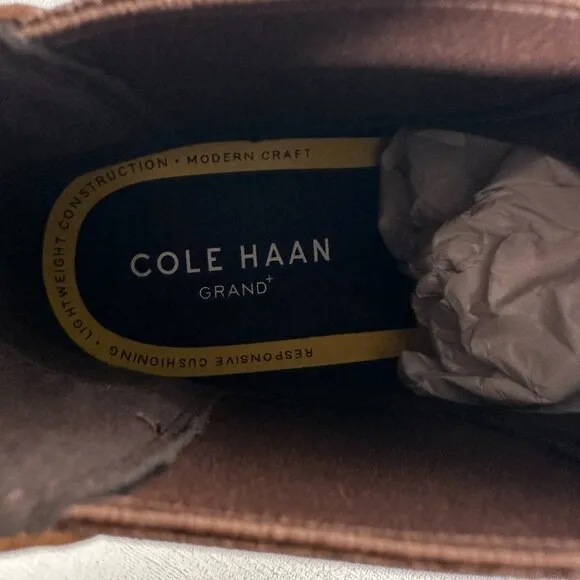 RESPONSIVE CUSHIONING • LIGHTWEIGHT CONSTRUCTION • MODERN CRAFT
COLE HAAN
GRAND+